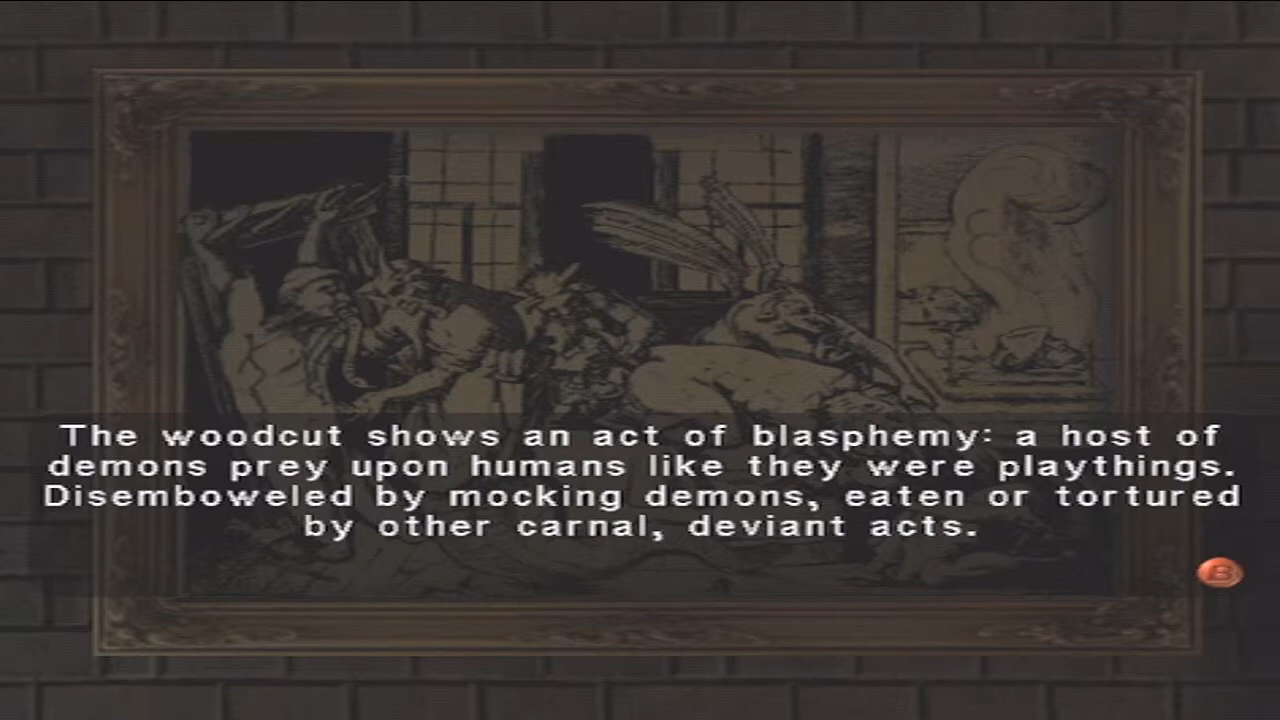 The woodcut shows an act of blasphemy: a host of
demons prey upon humans like they were playthings.
Disemboweled by mocking demons, eaten or tortured
by other carnal, deviant acts.
B